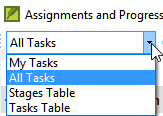 Assignments and Progress
All Tasks
My Tasks
All Tasks
Stages Table
Tasks Table